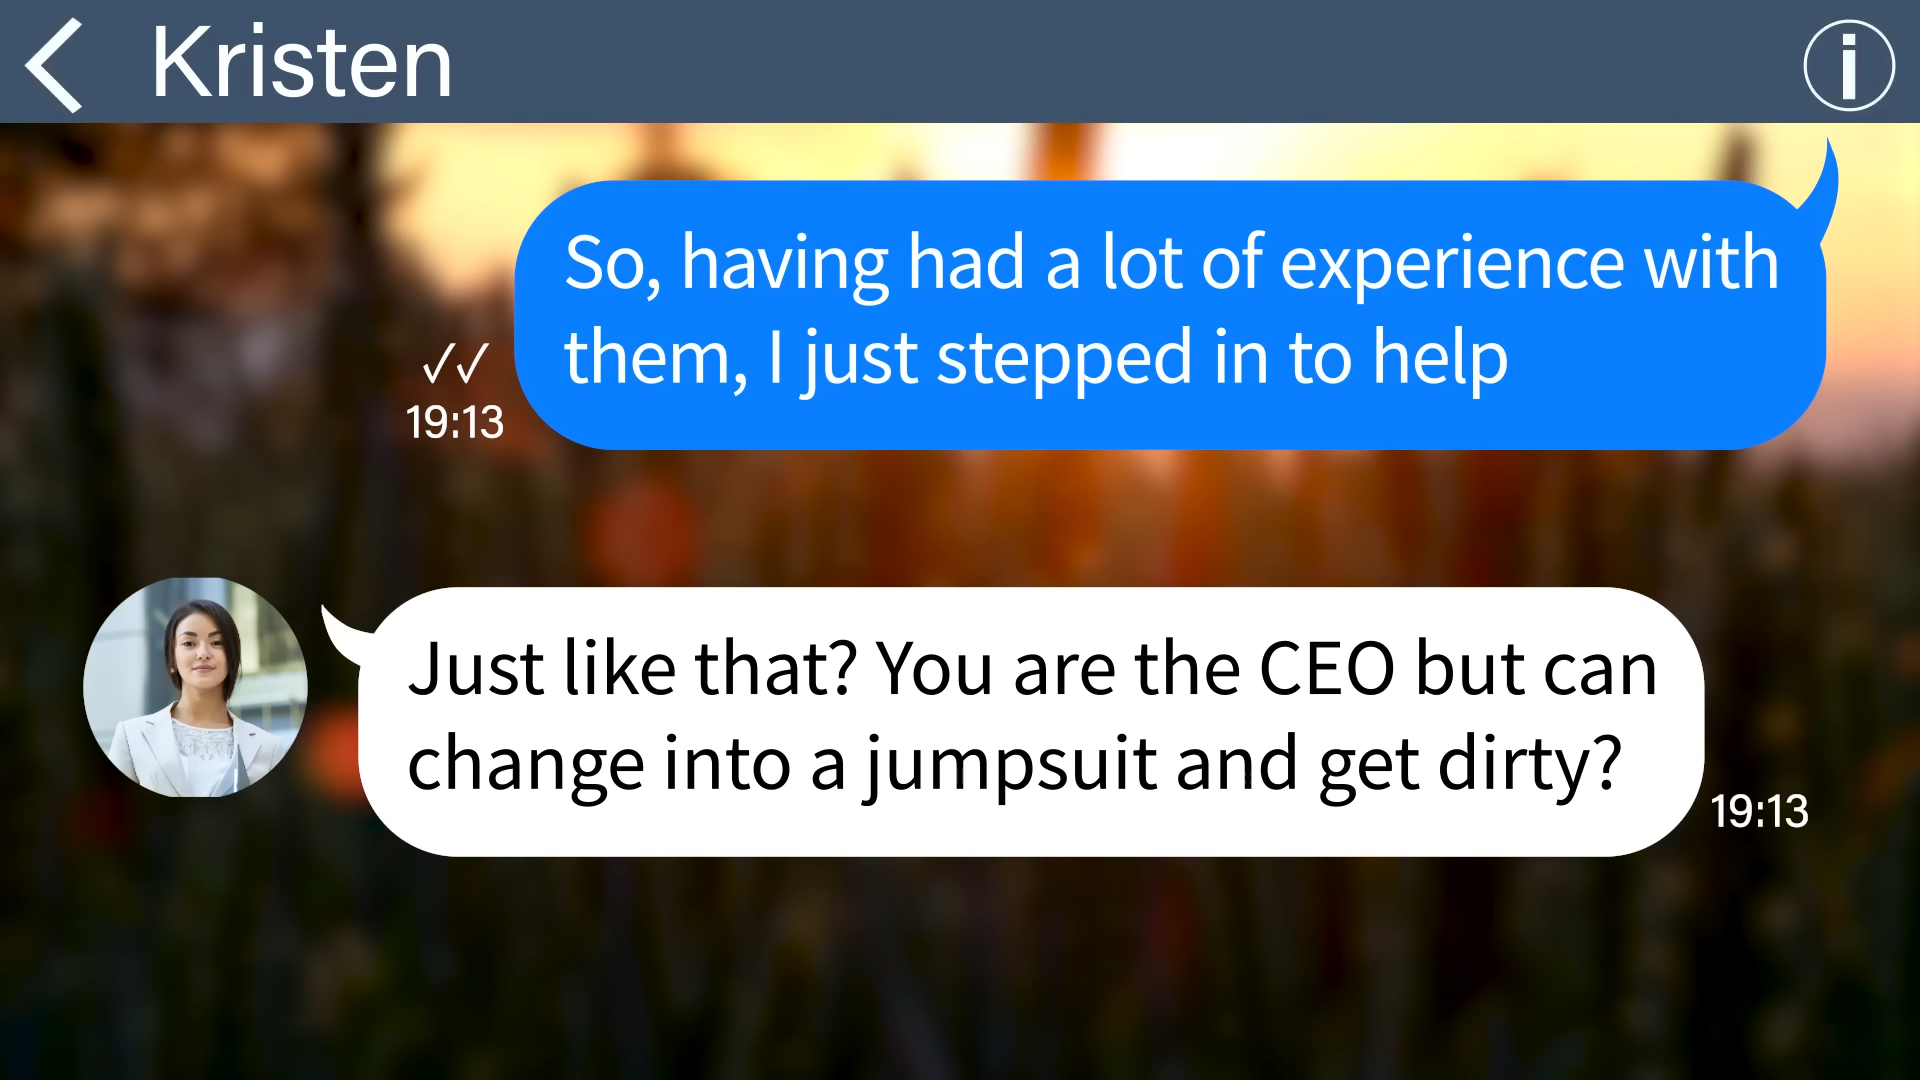 Kristen
So, having had a lot of experience with
them, I just stepped in to help
✓✓
19:13
Just like that? You are the CEO but can
change into a jumpsuit and get dirty?
19:13